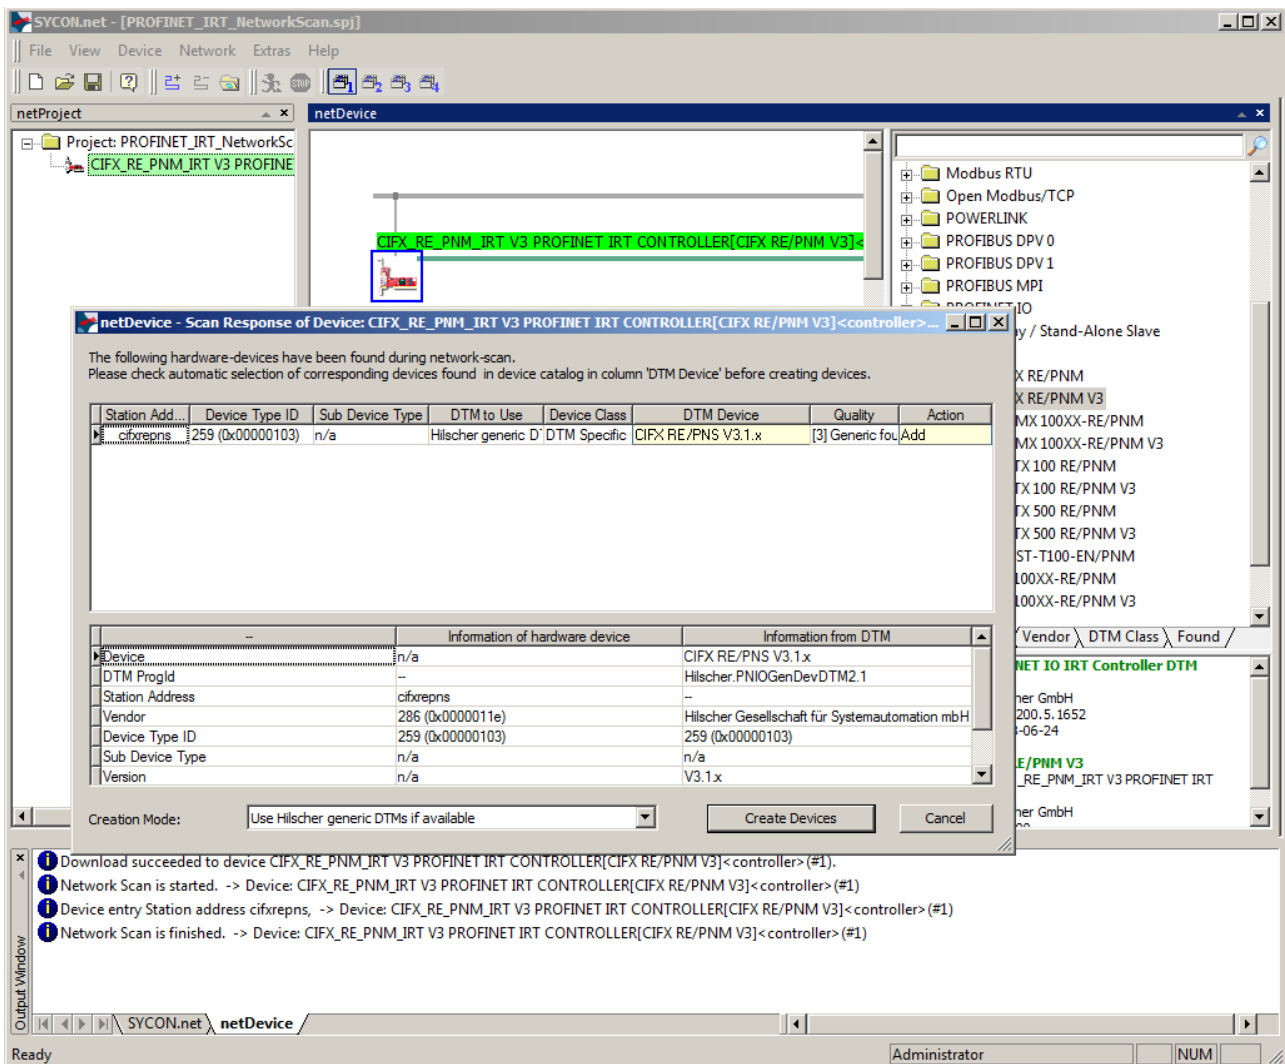 SYCON.net - [PROFINET_IRT_NetworkScan.spj]
File View Device Network Extras Help
netProject
netDevice
Project: PROFINET_IRT_NetworkSc
CIFX_RE_PNM_IRT V3 PROFINE
CIFX_RE_PNM_IRT V3 PROFINET IRT CONTROLLER[CIFX RE/PNM V3]<
Modbus RTU
Open Modbus/TCP
POWERLINK
PROFIBUS DPV0
PROFIBUS DPV1
PROFIBUS MPI
IO
y / Stand-Alone Slave
X RE/PNM
X RE/PNM V3
MX 100XX-RE/PNM
MX 100XX-RE/PNM V3
TX 100 RE/PNM
TX 100 RE/PNM V3
TX 500 RE/PNM
TX 500 RE/PNM V3
ST-T100-EN/PNM
100XX-RE/PNM
100XX-RE/PNM V3
Vendor DTM Class Found
NET IO IRT Controller DTM
her GmbH
200.5.1652
-06-24
RE/PNM V3
_RE_PNM_IRT V3 PROFINET IRT
her GmbH
netDevice - Scan Response of Device: CIFX_RE_PNM_IRT V3 PROFINET IRT CONTROLLER[CIFX RE/PNM V3]<controller>...
The following hardware-devices have been found during network-scan.
Please check automatic selection of corresponding devices found in device catalog in column 'DTM Device' before creating devices.
Station Add... Device Type ID Sub Device Type DTM to Use Device Class DTM Device Quality Action
cifxrepns 259 (0x00000103) n/a Hilscher generic D DTM Specific CIFX RE/PNS V3.1.x [3] Generic fou Add
-- Information of hardware device Information from DTM
Device n/a CIFX RE/PNS V3.1.x
DTM ProgId -- Hilscher.PNIOGenDevDTM2.1
Station Address cifxrepns --
Vendor 286 (0x0000011e) Hilscher Gesellschaft für Systemautomation mbH
Device Type ID 259 (0x00000103) 259 (0x00000103)
Sub Device Type n/a n/a
Version n/a V3.1.x
Creation Mode: Use Hilscher generic DTMs if available Create Devices Cancel
Download succeeded to device CIFX_RE_PNM_IRT V3 PROFINET IRT CONTROLLER[CIFX RE/PNM V3]<controller>(#1).
Network Scan is started. -> Device: CIFX_RE_PNM_IRT V3 PROFINET IRT CONTROLLER[CIFX RE/PNM V3]<controller>(#1)
Device entry Station address cifxrepns, -> Device: CIFX_RE_PNM_IRT V3 PROFINET IRT CONTROLLER[CIFX RE/PNM V3]<controller>(#1)
Network Scan is finished. -> Device: CIFX_RE_PNM_IRT V3 PROFINET IRT CONTROLLER[CIFX RE/PNM V3]<controller>(#1)
Output Window
SYCON.net netDevice
Ready Administrator NUM